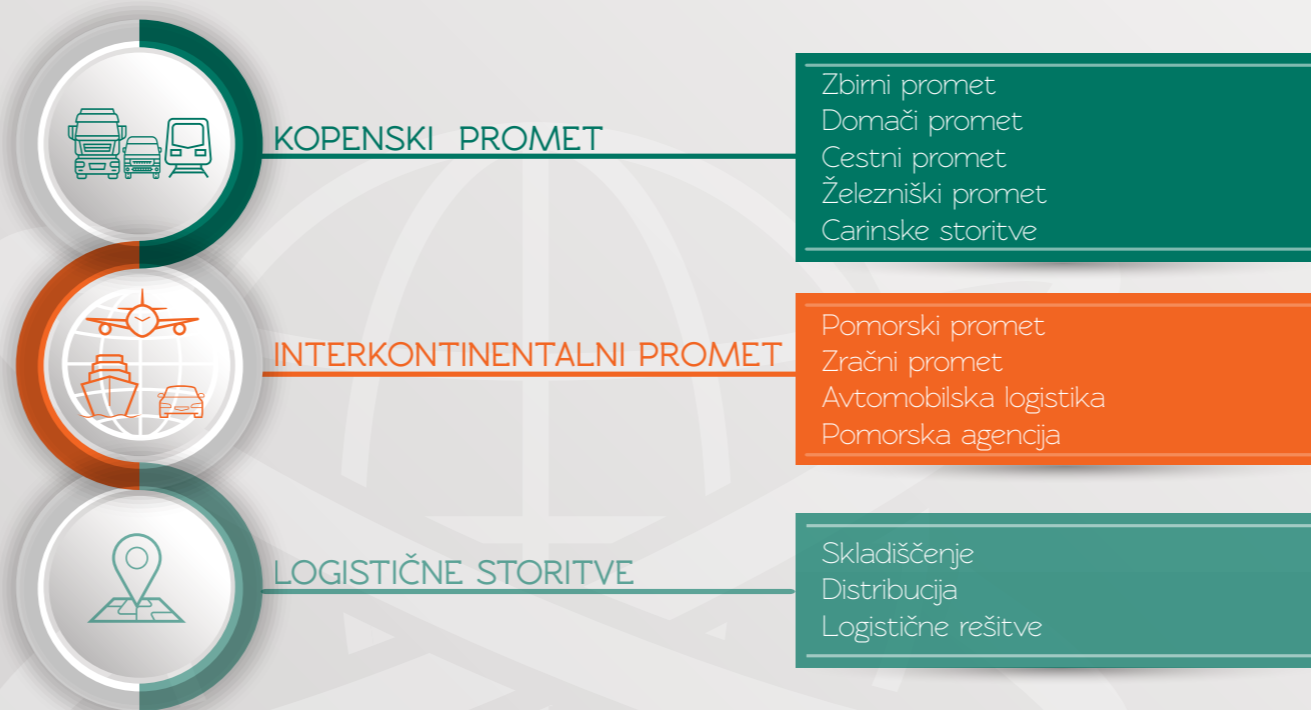 KOPENSKI PROMET
Zbirni promet
Domači promet
Cestni promet
Železniški promet
Carinske storitve
INTERKONTINENTALNI PROMET
Pomorski promet
Zračni promet
Avtomobilska logistika
Pomorska agencija
LOGISTIČNE STORITVE
Skladiščenje
Distribucija
Logistične rešitve